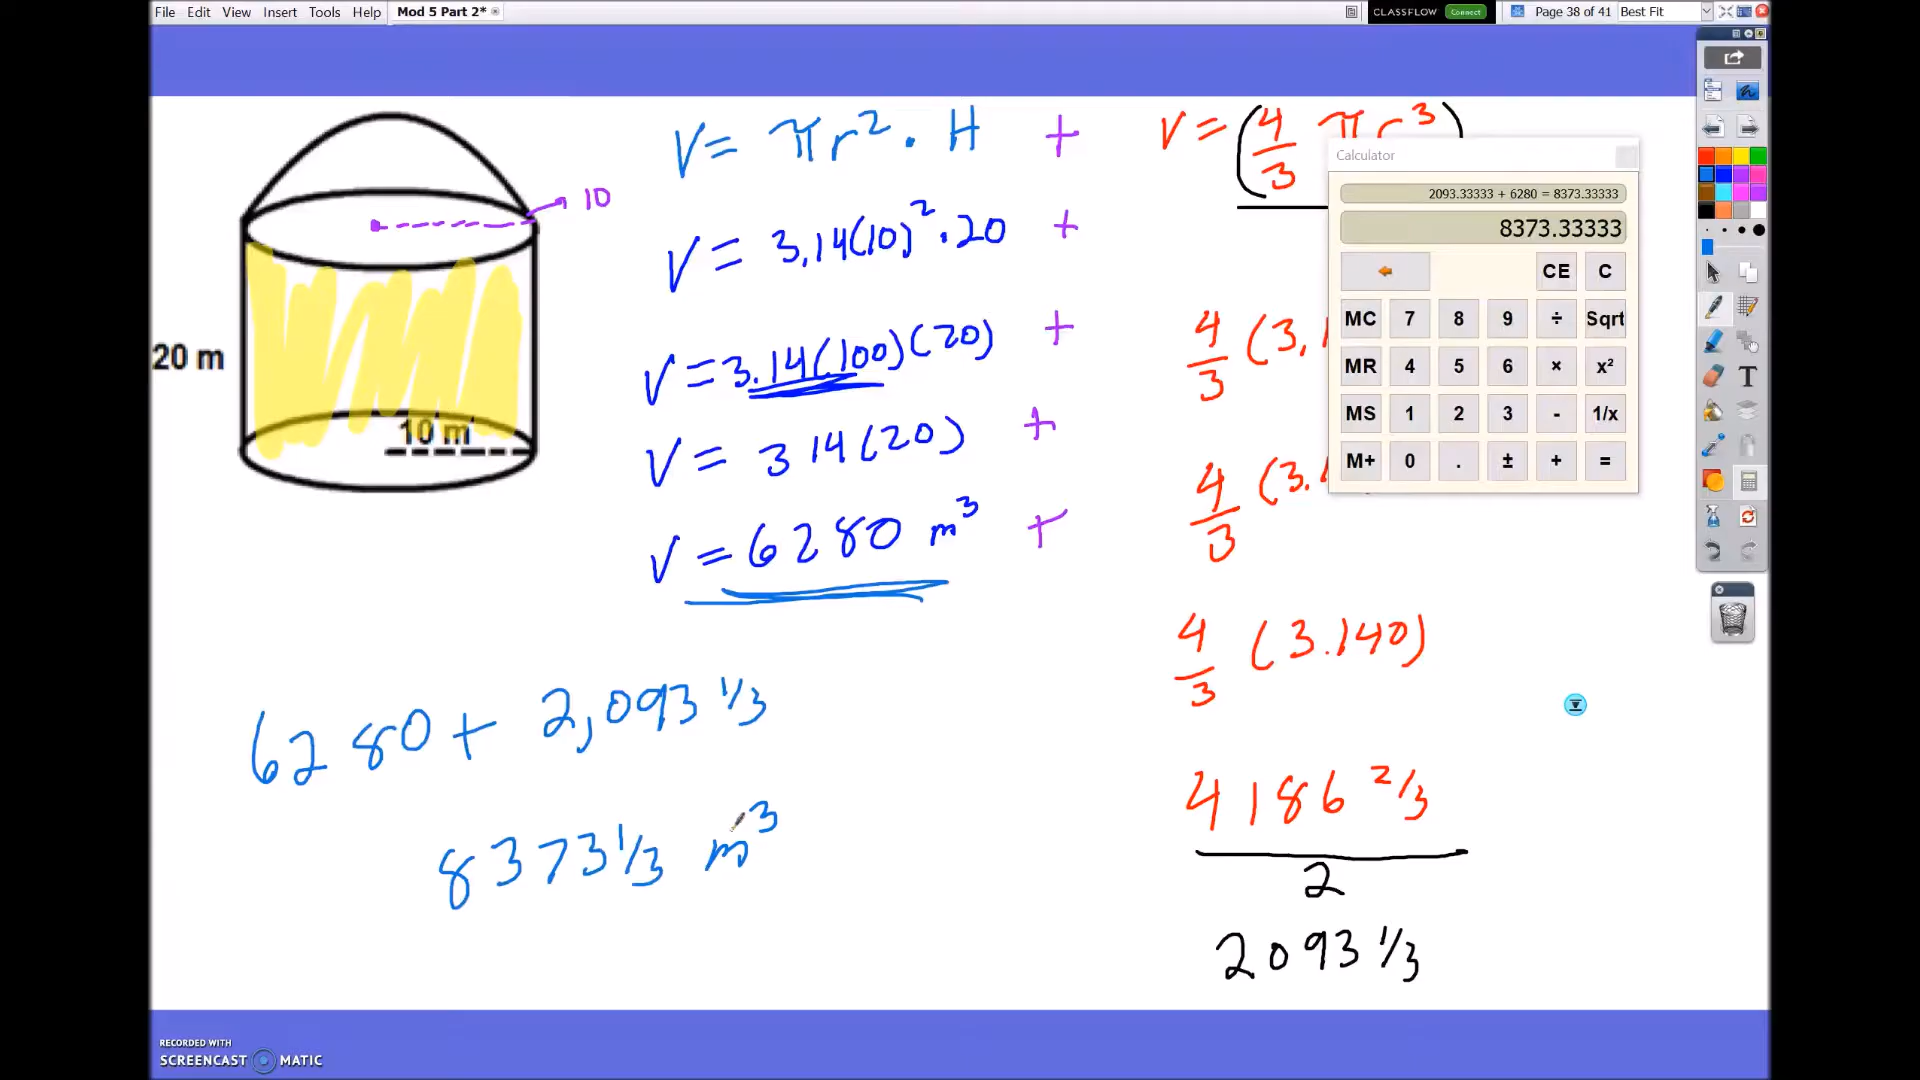 File Edit View Insert Tools Help Mod 5 Part 2*
CLASSFLOW Connect Page 38 of 41 Best Fit
20 m
10 m
10
V = πr² · H +
V = 3.14(10)² · 20 +
V = 3.14(100)(20) +
V = 314(20) +
V = 6280 m³ +
6280 + 2,093 1/3
8373 1/3 m³
V = (4/3 πr³)
4/3 (3.1
4/3 (3.1
4/3 (3.140)
4186 2/3
2
2093 1/3
Calculator
2093.33333 + 6280 = 8373.33333
8373.33333
CE C
MC 7 8 9 ÷ Sqrt
MR 4 5 6 × x²
MS 1 2 3 - 1/x
M+ 0 . ± + =
T
RECORDED WITH
SCREENCAST MATIC